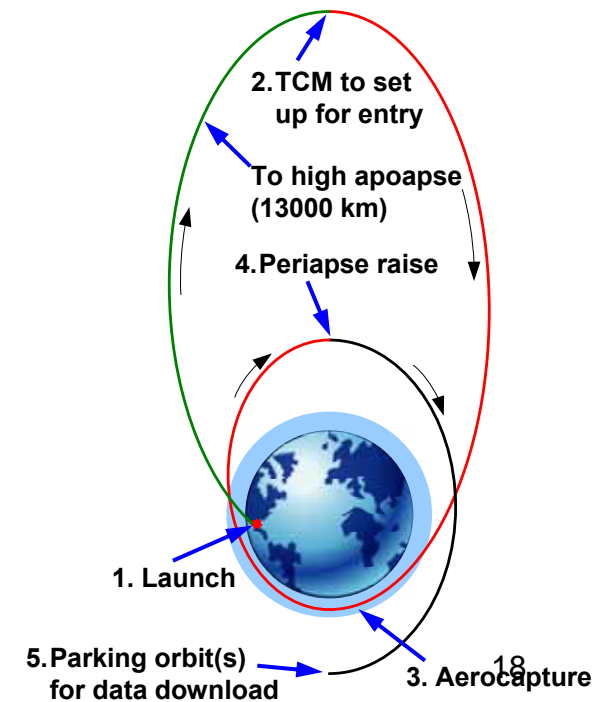 2.TCM to set
up for entry
To high apoapse
(13000 km)
4.Periapse raise
1. Launch
5.Parking orbit(s)
for data download
3. Aerocapture
18